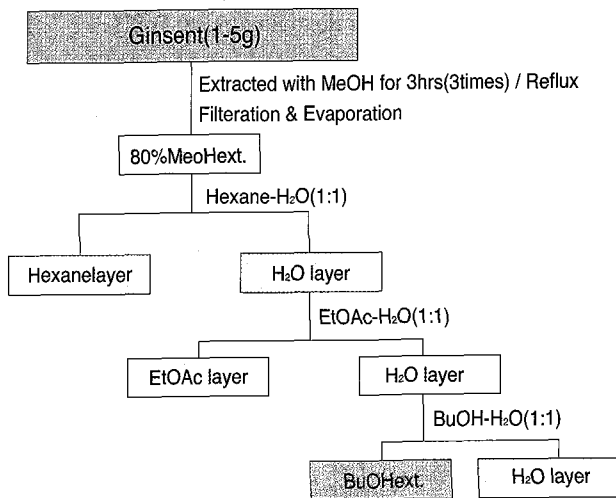 Ginsent(1-5g)
Extracted with MeOH for 3hrs(3times) / Reflux
Filteration & Evaporation
80%MeoHext.
Hexane-H₂O(1:1)
Hexanelayer
H₂O layer
EtOAc-H₂O(1:1)
EtOAc layer
H₂O layer
BuOH-H₂O(1:1)
BuOHext.
H₂O layer